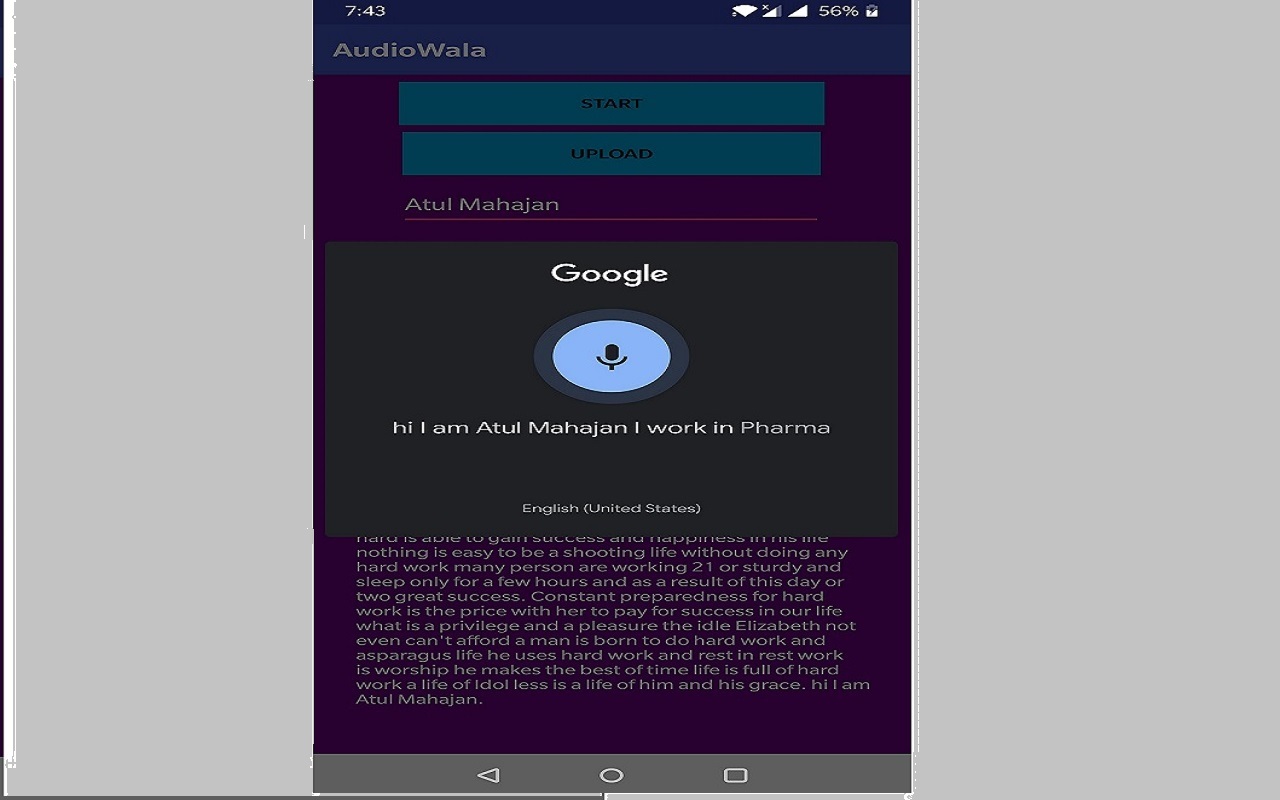 7:43
56%
AudioWala
START
UPLOAD
Atul Mahajan
Google
hi I am Atul Mahajan I work in Pharma
English (United States)
hard is able to gain success and happiness in his life
nothing is easy to be a shooting life without doing any
hard work many person are working 21 or sturdy and
sleep only for a few hours and as a result of this day or
two great success. Constant preparedness for hard
work is the price with her to pay for success in our life
what is a privilege and a pleasure the idle Elizabeth not
even can't afford a man is born to do hard work and
asparagus life he uses hard work and rest in rest work
is worship he makes the best of time life is full of hard
work a life of Idol less is a life of him and his grace. hi I am
Atul Mahajan.